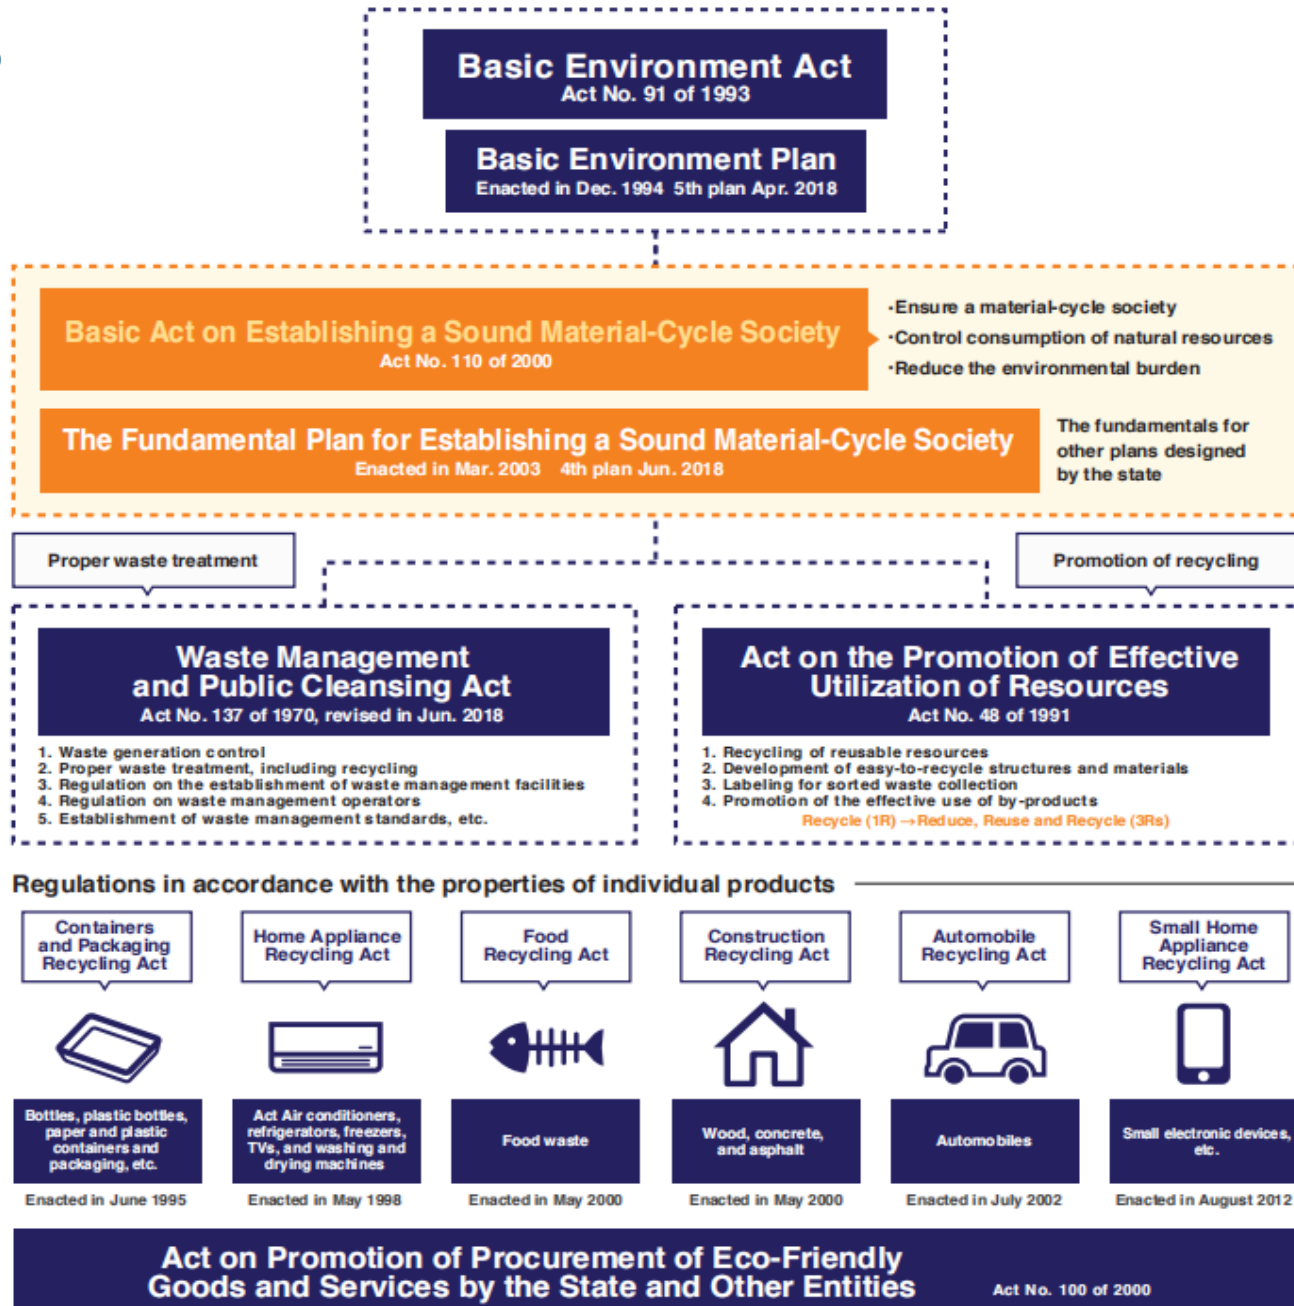 Basic Environment Act
Act No. 91 of 1993
Basic Environment Plan
Enacted in Dec. 1994  5th plan Apr. 2018
Basic Act on Establishing a Sound Material-Cycle Society
Act No. 110 of 2000
･Ensure a material-cycle society
･Control consumption of natural resources
･Reduce the environmental burden
The Fundamental Plan for Establishing a Sound Material-Cycle Society
Enacted in Mar. 2003   4th plan Jun. 2018
The fundamentals for
other plans designed
by the state
Proper waste treatment
Promotion of recycling
Waste Management
and Public Cleansing Act
Act No. 137 of 1970, revised in Jun. 2018
1. Waste generation control
2. Proper waste treatment, including recycling
3. Regulation on the establishment of waste management facilities
4. Regulation on waste management operators
5. Establishment of waste management standards, etc.
Act on the Promotion of Effective
Utilization of Resources
Act No. 48 of 1991
1. Recycling of reusable resources
2. Development of easy-to-recycle structures and materials
3. Labeling for sorted waste collection
4. Promotion of the effective use of by-products
Recycle (1R) →Reduce, Reuse and Recycle (3Rs)
Regulations in accordance with the properties of individual products
Containers
and Packaging
Recycling Act
Home Appliance
Recycling Act
Food
Recycling Act
Construction
Recycling Act
Automobile
Recycling Act
Small Home
Appliance
Recycling Act
Bottles, plastic bottles,
paper and plastic
containers and
packaging, etc.
Act Air conditioners,
refrigerators, freezers,
TVs, and washing and
drying machines
Food waste
Wood, concrete,
and asphalt
Automobiles
Small electronic devices,
etc.
Enacted in June 1995
Enacted in May 1998
Enacted in May 2000
Enacted in May 2000
Enacted in July 2002
Enacted in August 2012
Act on Promotion of Procurement of Eco-Friendly
Goods and Services by the State and Other Entities
Act No. 100 of 2000